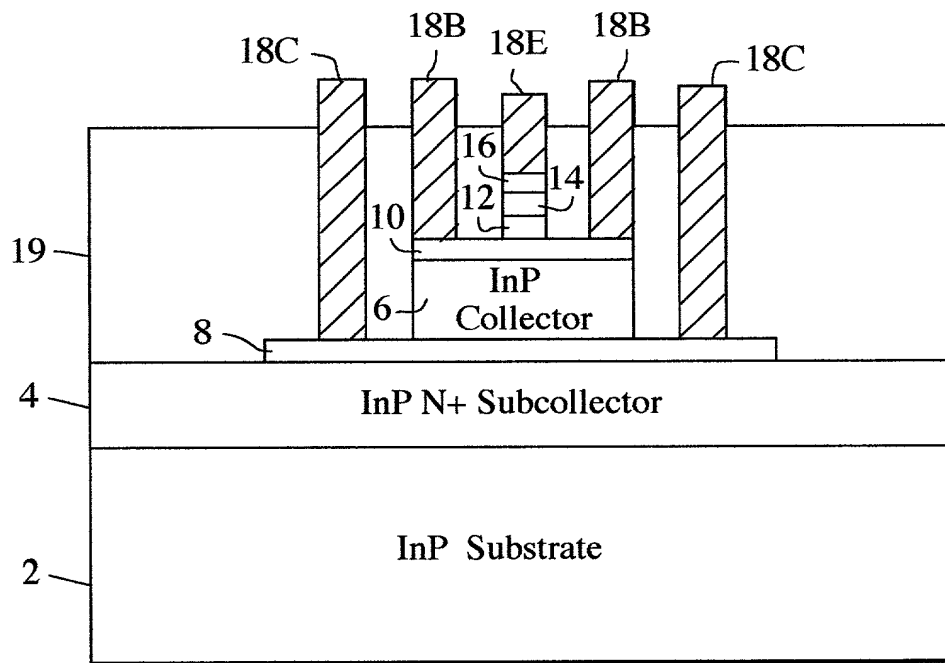 18C
18B
18E
18B
18C
16
14
12
10
19
InP
6
Collector
8
4
InP N+ Subcollector
InP Substrate
2